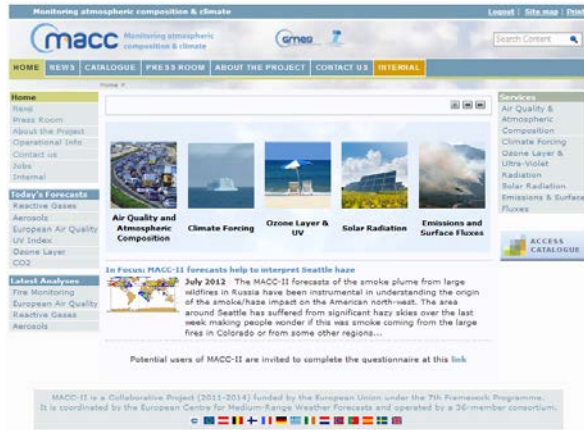 Monitoring atmospheric composition & climate
Logout | Site map | Print
macc Monitoring atmospheric composition & climate
gmes
Search Content
HOME NEWS CATALOGUE PRESS ROOM ABOUT THE PROJECT CONTACT US INTERNAL
Home
Home
News
Press Room
About the Project
Operational Info
Contact us
Jobs
Internal
Today's Forecasts
Reactive Gases
Aerosols
European Air Quality
UV Index
Ozone Layer
CO2
Latest Analyses
Fire Monitoring
European Air Quality
Reactive Gases
Aerosols
Air Quality and
Atmospheric
Composition
Climate Forcing
Ozone Layer &
UV
Solar Radiation
Emissions and
Surface Fluxes
In Focus: MACC-II forecasts help to interpret Seattle haze
July 2012 - The MACC-II forecasts of the smoke plume from large
wildfires in Russia have been instrumental in understanding the origin
of the smoke/haze impact on the American north-west. The area
around Seattle has suffered from significant hazy skies over the last
week making people wonder if this was smoke coming from the large
fires in Colorado or from some other regions...
Potential users of MACC-II are invited to complete the questionnaire at this link
Services
Air Quality &
Atmospheric
Composition
Climate Forcing
Ozone Layer &
Ultra-Violet
Radiation
Solar Radiation
Emissions & Surface
Fluxes
ACCESS
CATALOGUE
MACC-II is a Collaborative Project (2011-2014) funded by the European Union under the 7th Framework Programme.
It is coordinated by the European Centre for Medium-Range Weather Forecasts and operated by a 36-member consortium.